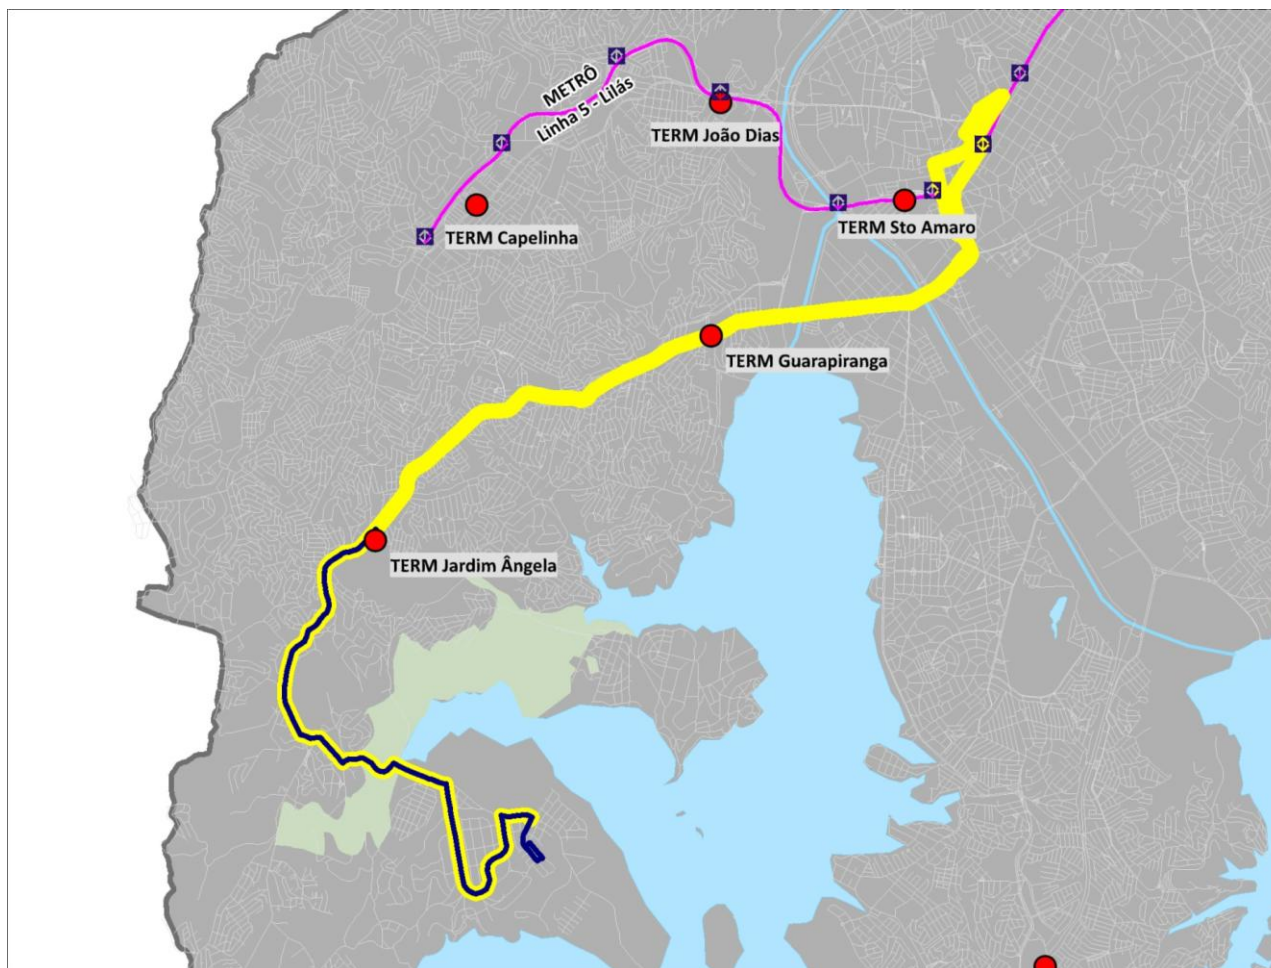 METRÔ
Linha 5 - Lilás
TERM João Dias
TERM Capelinha
TERM Sto Amaro
TERM Guarapiranga
TERM Jardim Ângela